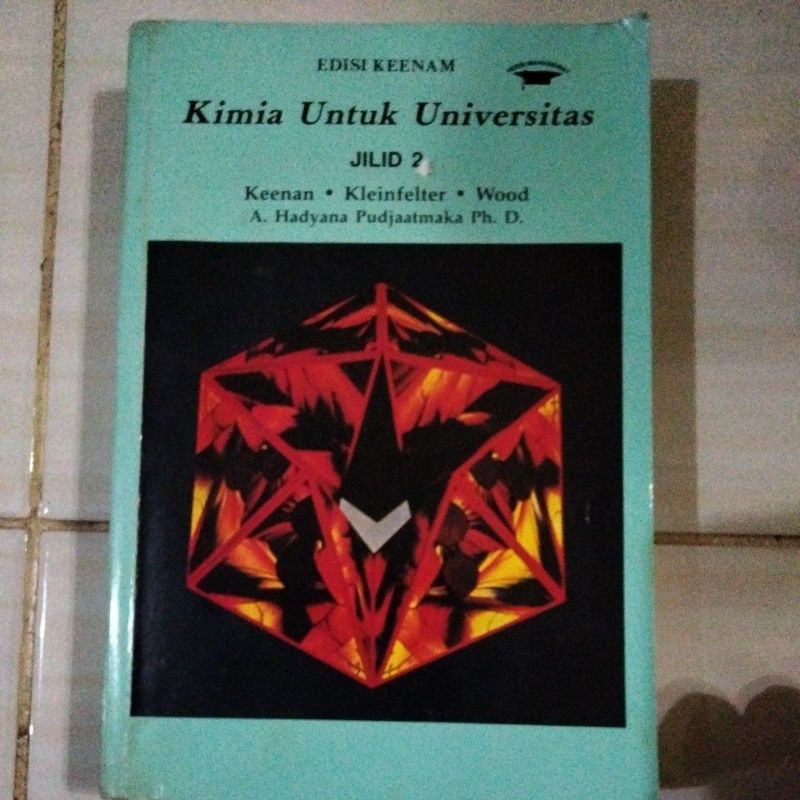 EDISI KEENAM
Kimia Untuk Universitas
JILID 2
Keenan • Kleinfelter • Wood
A. Hadyana Pudjaatmaka Ph. D.